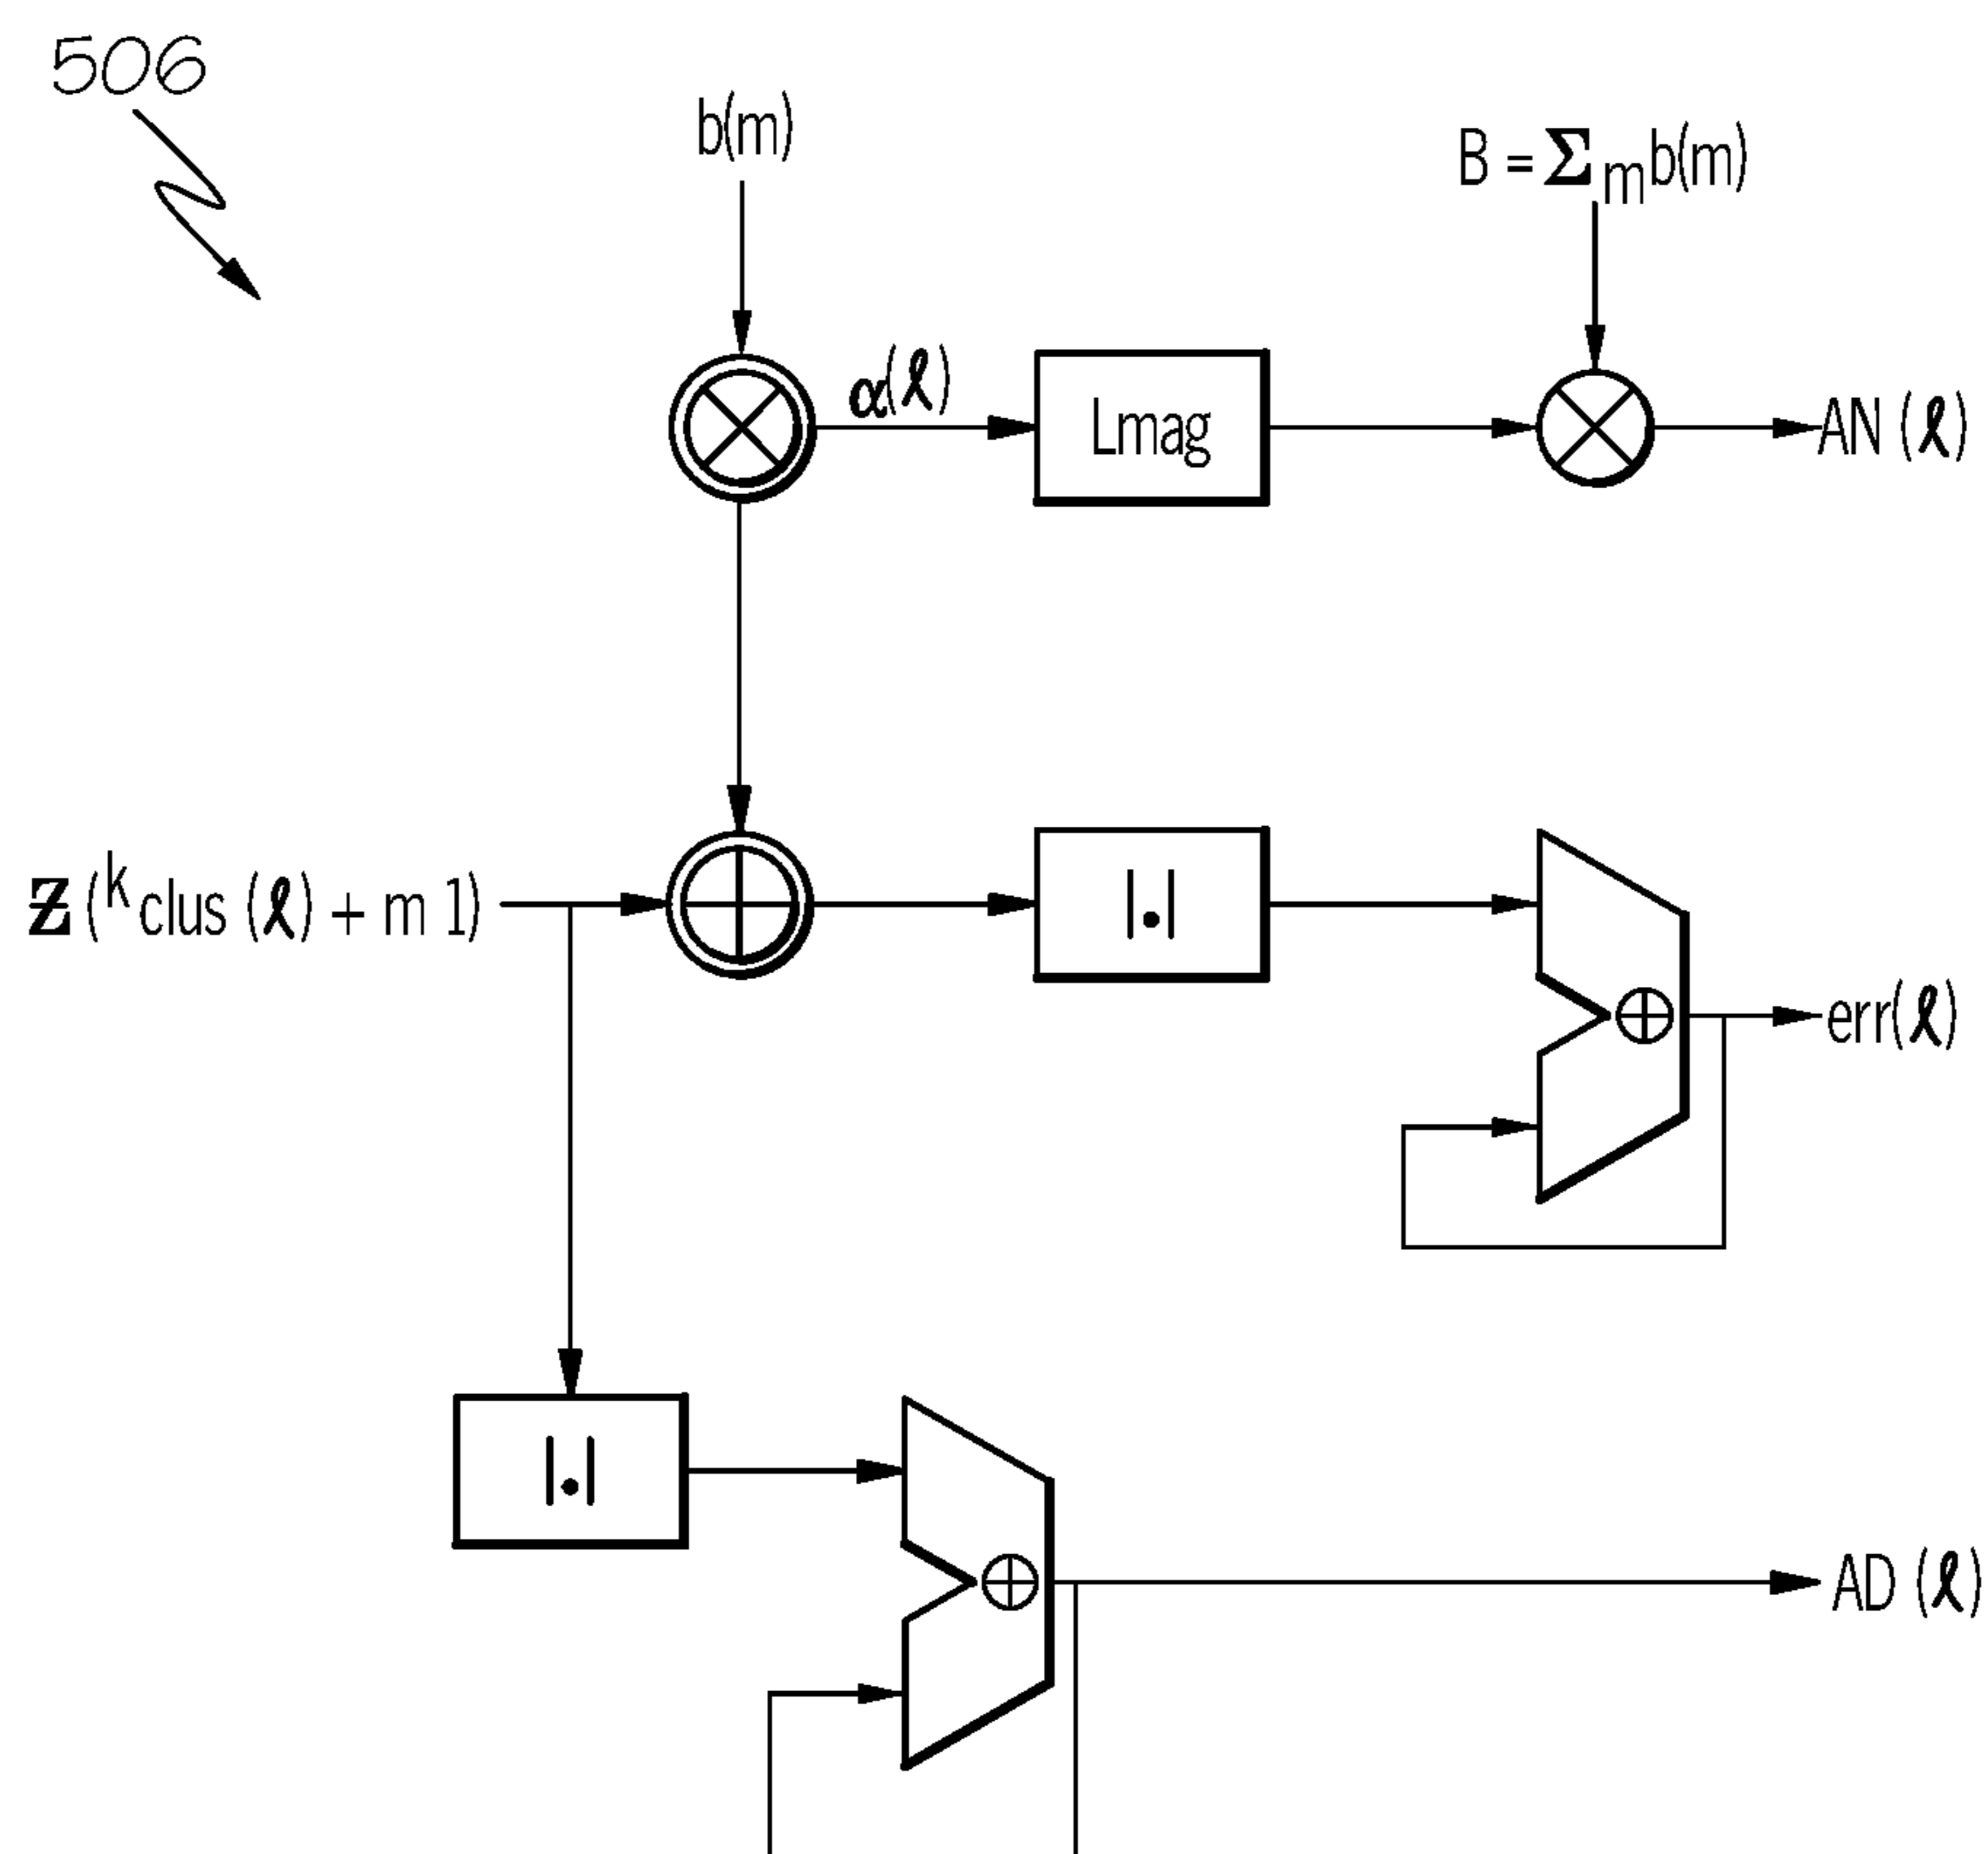 506
b(m)
B = Σₘb(m)
α(ℓ)
Lmag
AN (ℓ)
Z (ᵏclus (ℓ) + m 1)
|.|
err(ℓ)
|.|
AD (ℓ)